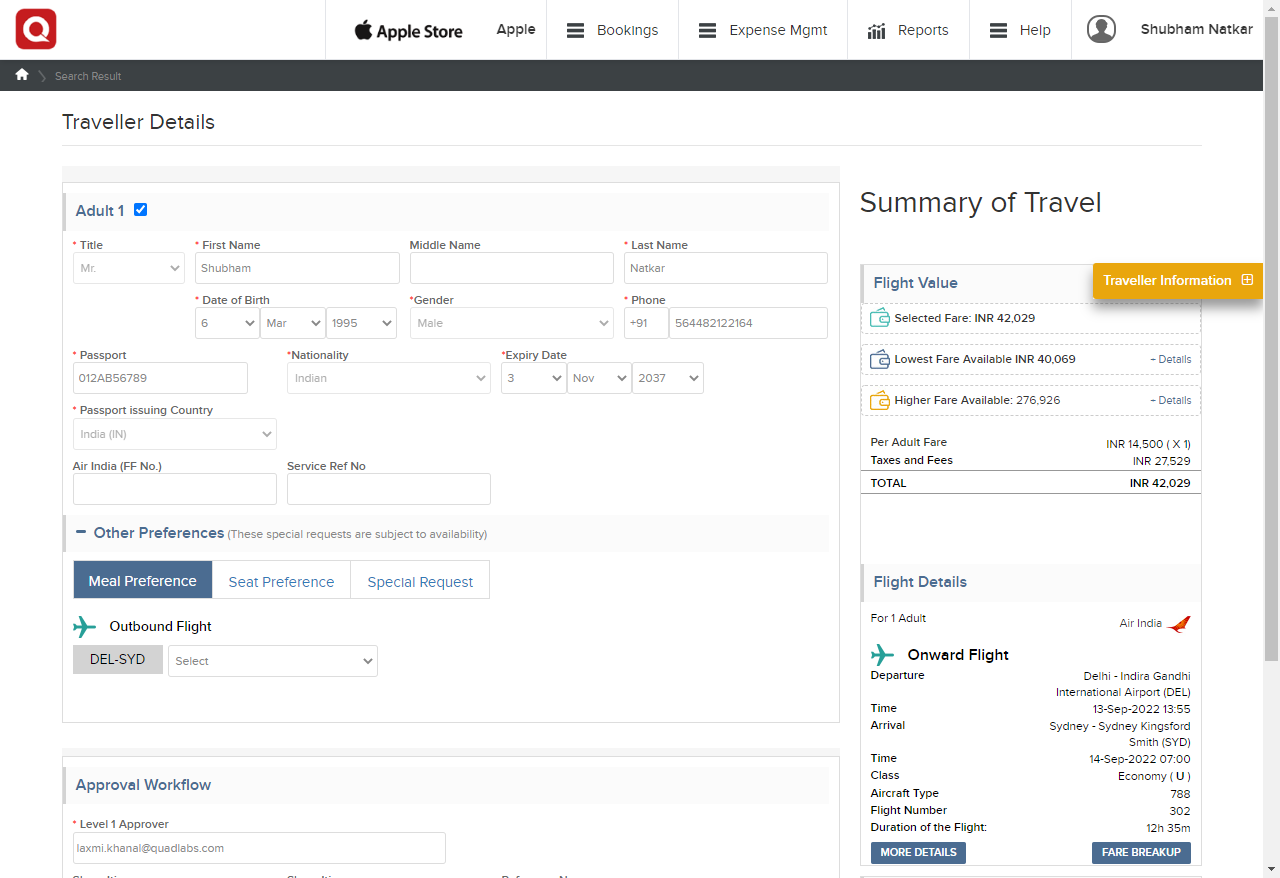 Apple Store
Apple
Bookings
Expense Mgmt
Reports
Help
Shubham Natkar
Search Result
Traveller Details
Adult 1
* Title
* First Name
Middle Name
* Last Name
Mr.
Shubham
Natkar
* Date of Birth
*Gender
* Phone
6
Mar
1995
Male
+91
564482122164
* Passport
*Nationality
*Expiry Date
012AB56789
Indian
3
Nov
2037
* Passport issuing Country
India (IN)
Air India (FF No.)
Service Ref No
Other Preferences (These special requests are subject to availability)
Meal Preference
Seat Preference
Special Request
Outbound Flight
DEL-SYD
Select
Approval Workflow
* Level 1 Approver
laxmi.khanal@quadlabs.com
Summary of Travel
Flight Value
Traveller Information
Selected Fare: INR 42,029
Lowest Fare Available INR 40,069
+ Details
Higher Fare Available: 276,926
+ Details
Per Adult Fare
INR 14,500 ( X 1)
Taxes and Fees
INR 27,529
TOTAL
INR 42,029
Flight Details
For 1 Adult
Air India
Onward Flight
Departure
Delhi - Indira Gandhi
International Airport (DEL)
Time
13-Sep-2022 13:55
Arrival
Sydney - Sydney Kingsford
Smith (SYD)
Time
14-Sep-2022 07:00
Class
Economy ( U )
Aircraft Type
788
Flight Number
302
Duration of the Flight:
12h 35m
MORE DETAILS
FARE BREAKUP